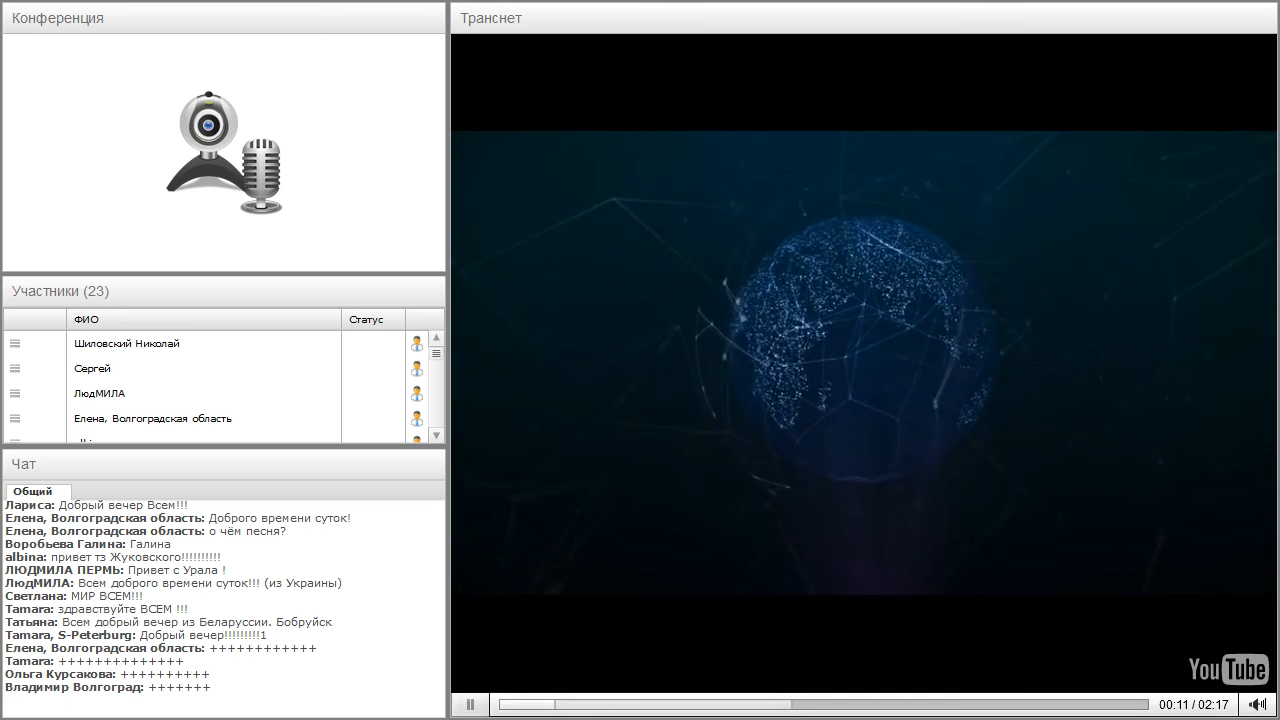 Конференция
Транснет
Участники (23)
ФИО Статус
Шиловский Николай
Сергей
ЛюдМИЛА
Елена, Волгоградская область
Чат
Общий
Лариса: Добрый вечер Всем!!!
Елена, Волгоградская область: Доброго времени суток!
Елена, Волгоградская область: о чём песня?
Воробьева Галина: Галина
albina: привет тз Жуковского!!!!!!!!!!
ЛЮДМИЛА ПЕРМЬ: Привет с Урала !
ЛюдМИЛА: Всем доброго времени суток!!! (из Украины)
Светлана: МИР ВСЕМ!!!
Tamara: здравствуйте ВСЕМ !!!
Татьяна: Всем добрый вечер из Беларуссии. Бобруйск
Tamara, S-Peterburg: Добрый вечер!!!!!!!!!1
Елена, Волгоградская область: ++++++++++++
Tamara: ++++++++++++++
Ольга Курсакова: ++++++++++
Владимир Волгоград: +++++++
YouTube
00:11 / 02:17